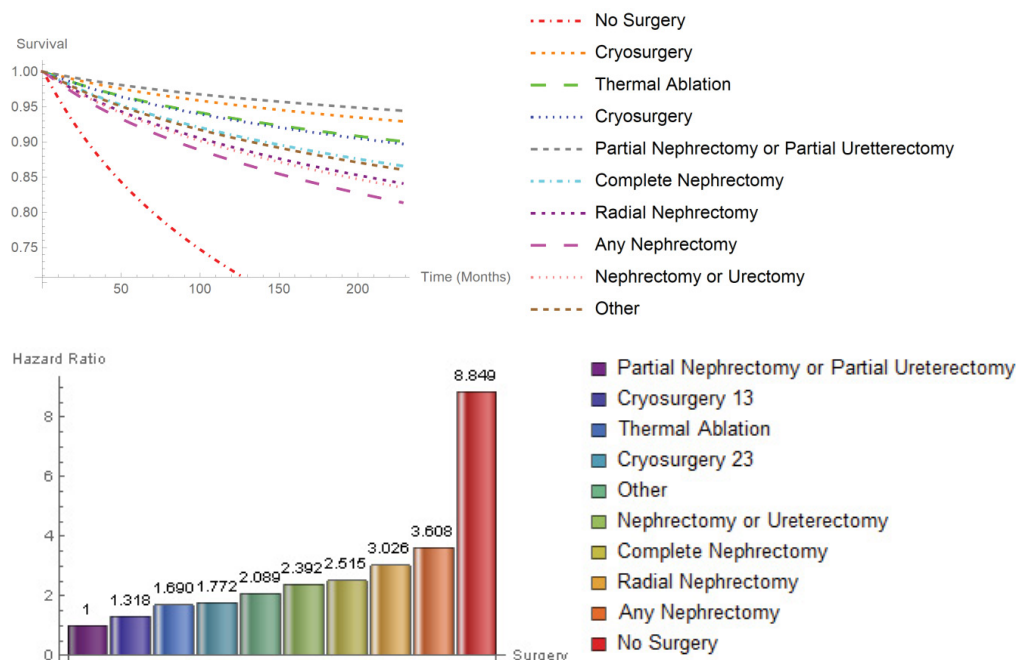 Survival
1.00
0.95
0.90
0.85
0.80
0.75
50
100
150
200
Time (Months)
No Surgery
Cryosurgery
Thermal Ablation
Cryosurgery
Partial Nephrectomy or Partial Uretterectomy
Complete Nephrectomy
Radial Nephrectomy
Any Nephrectomy
Nephrectomy or Urectomy
Other
Hazard Ratio
8
6
4
2
0
1
1.318
1.690
1.772
2.089
2.392
2.515
3.026
3.608
8.849
Surgery
Partial Nephrectomy or Partial Ureterectomy
Cryosurgery 13
Thermal Ablation
Cryosurgery 23
Other
Nephrectomy or Ureterectomy
Complete Nephrectomy
Radial Nephrectomy
Any Nephrectomy
No Surgery